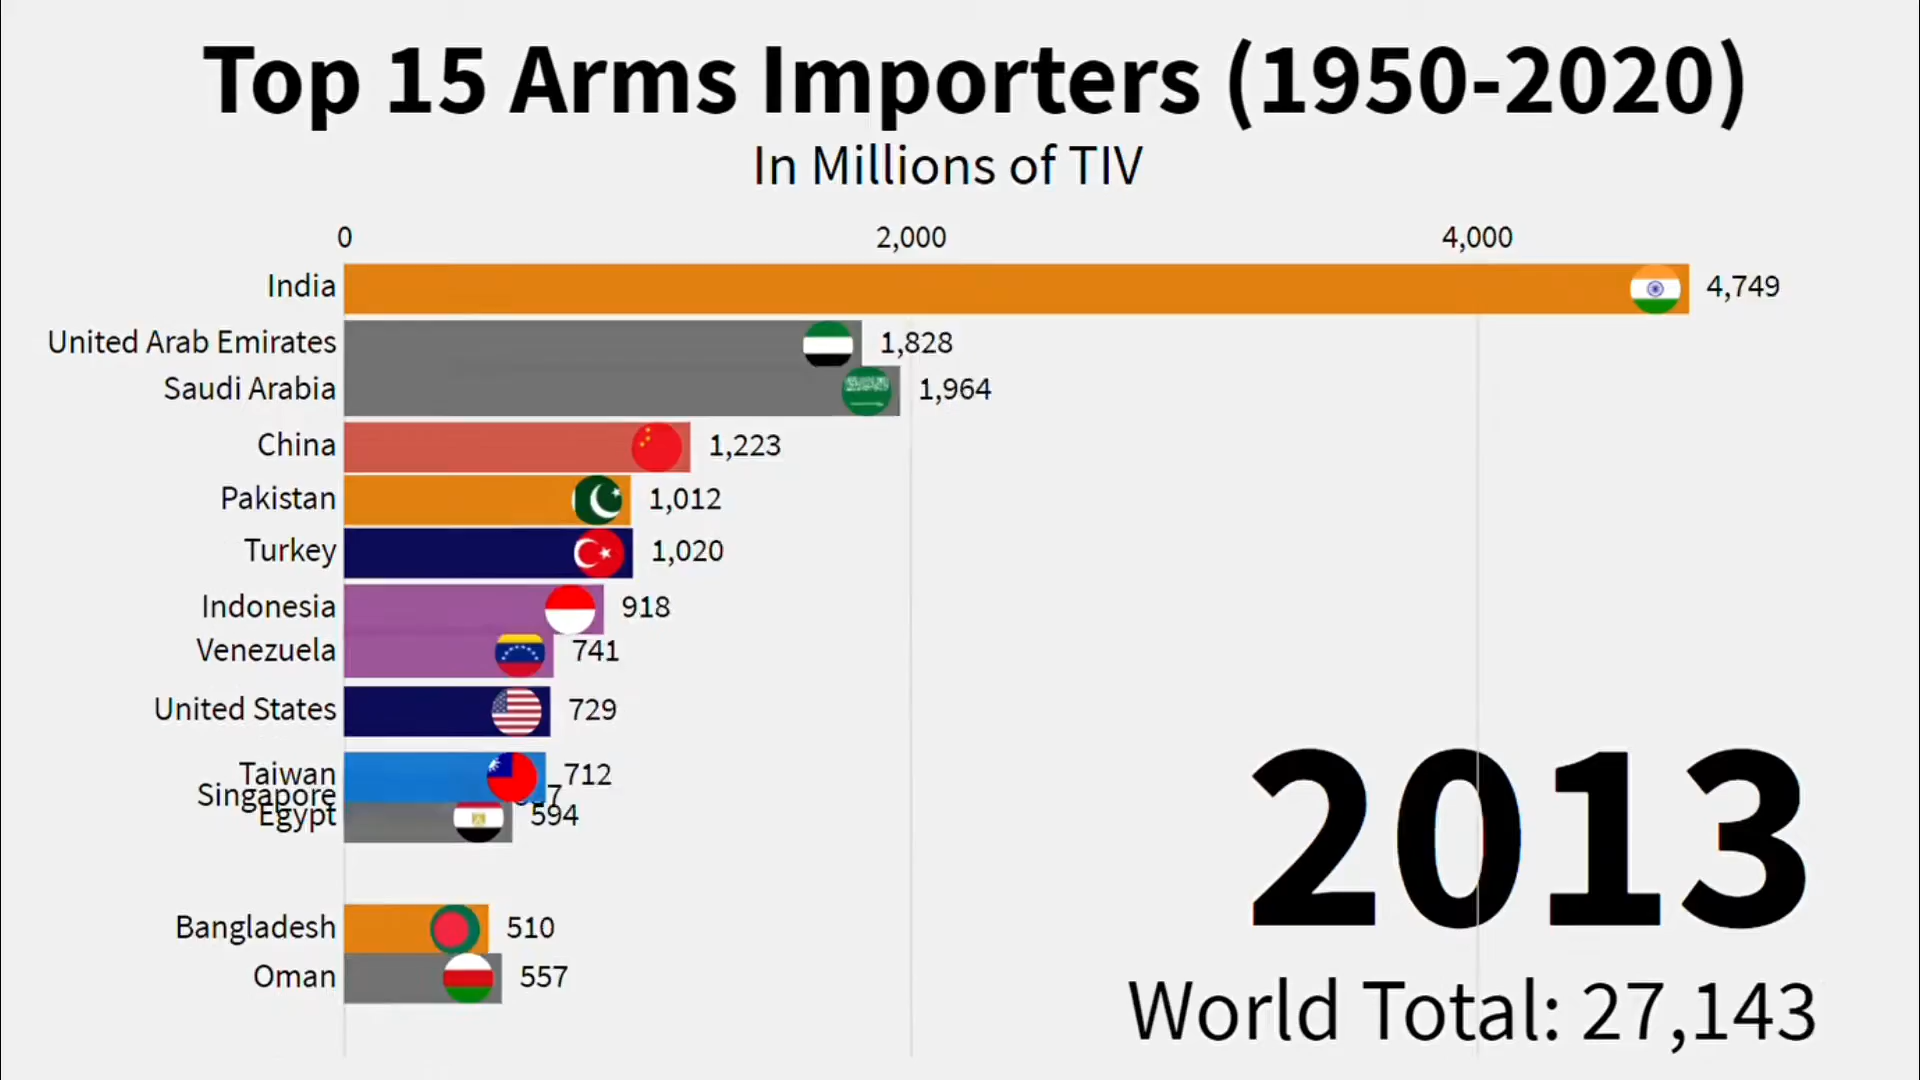 Top 15 Arms Importers (1950-2020)
In Millions of TIV
0 2,000 4,000
India 4,749
United Arab Emirates 1,828
Saudi Arabia 1,964
China 1,223
Pakistan 1,012
Turkey 1,020
Indonesia 918
Venezuela 741
United States 729
Taiwan 712
Singapore
Egypt 594
Bangladesh 510
Oman 557
2013
World Total: 27,143